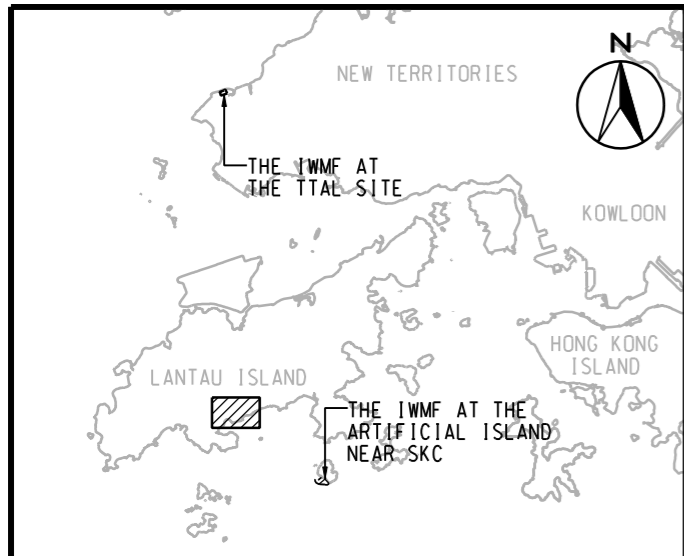 N
NEW TERRITORIES
THE IWMF AT
THE TTAL SITE
KOWLOON
HONG KONG
ISLAND
LANTAU ISLAND
THE IWMF AT THE
ARTIFICIAL ISLAND
NEAR SKC